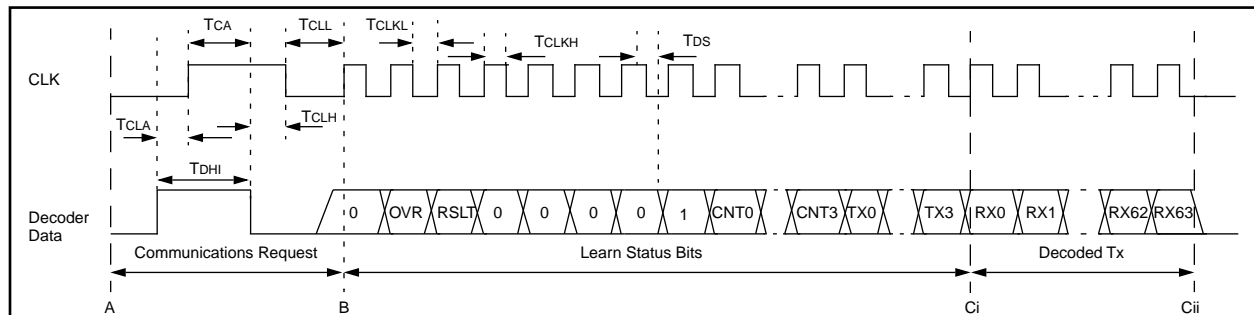 TCA TCLL TCLKL TCLKH TDS
CLK
TCLA TCLH
TDHI
Decoder
Data
0 OVR RSLT 0 0 0 0 1 CNT0 CNT3 TX0 TX3 RX0 RX1 RX62 RX63
Communications Request Learn Status Bits Decoded Tx
A B Ci Cii